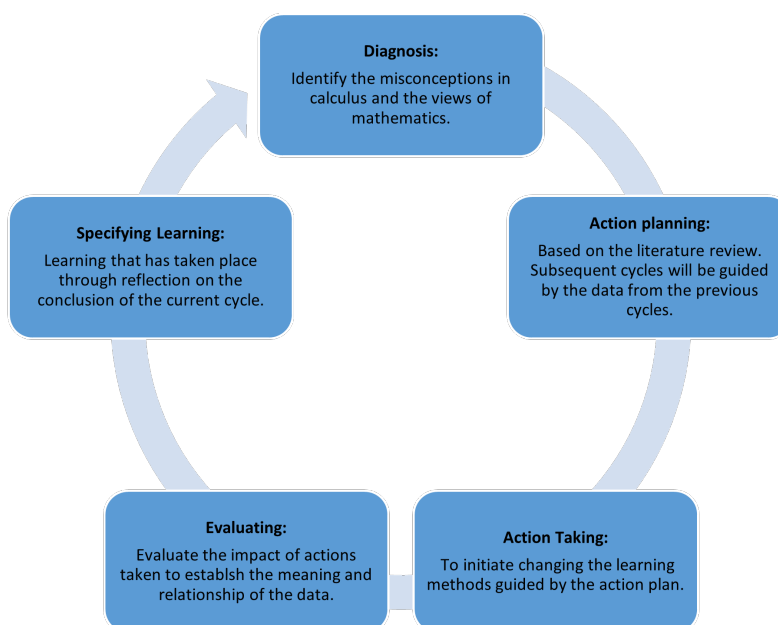 Diagnosis:
Identify the misconceptions in
calculus and the views of
mathematics.
Action planning:
Based on the literature review.
Subsequent cycles will be guided
by the data from the previous
cycles.
Action Taking:
To initiate changing the learning
methods guided by the action plan.
Evaluating:
Evaluate the impact of actions
taken to establsh the meaning and
relationship of the data.
Specifying Learning:
Learning that has taken place
through reflection on the
conclusion of the current cycle.